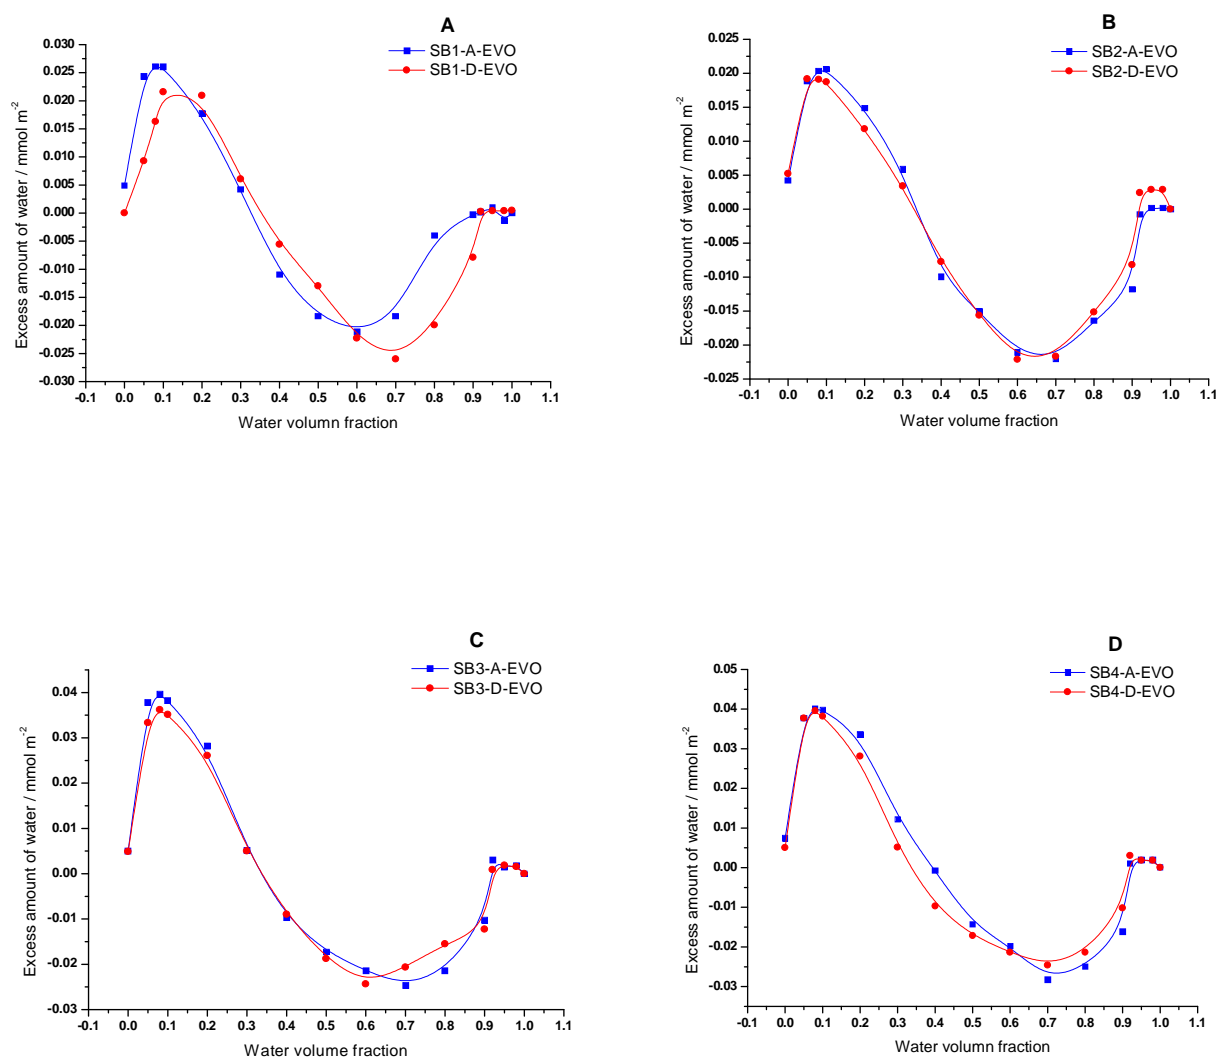 A
SB1-A-EVO
SB1-D-EVO
Excess amount of water / mmol m⁻²
0.030
0.025
0.020
0.015
0.010
0.005
0.000
-0.005
-0.010
-0.015
-0.020
-0.025
-0.030
-0.1 0.0 0.1 0.2 0.3 0.4 0.5 0.6 0.7 0.8 0.9 1.0 1.1
Water volumn fraction
B
SB2-A-EVO
SB2-D-EVO
Excess amount of water / mmol m⁻²
0.025
0.020
0.015
0.010
0.005
0.000
-0.005
-0.010
-0.015
-0.020
-0.025
-0.1 0.0 0.1 0.2 0.3 0.4 0.5 0.6 0.7 0.8 0.9 1.0 1.1
Water volume fraction
C
SB3-A-EVO
SB3-D-EVO
Excess amount of water / mmol m⁻²
0.04
0.03
0.02
0.01
0.00
-0.01
-0.02
-0.03
-0.1 0.0 0.1 0.2 0.3 0.4 0.5 0.6 0.7 0.8 0.9 1.0 1.1
Water volume fraction
D
SB4-A-EVO
SB4-D-EVO
Excess amount of water / mmol m⁻²
0.05
0.04
0.03
0.02
0.01
0.00
-0.01
-0.02
-0.03
-0.1 0.0 0.1 0.2 0.3 0.4 0.5 0.6 0.7 0.8 0.9 1.0 1.1
Water volumn fraction